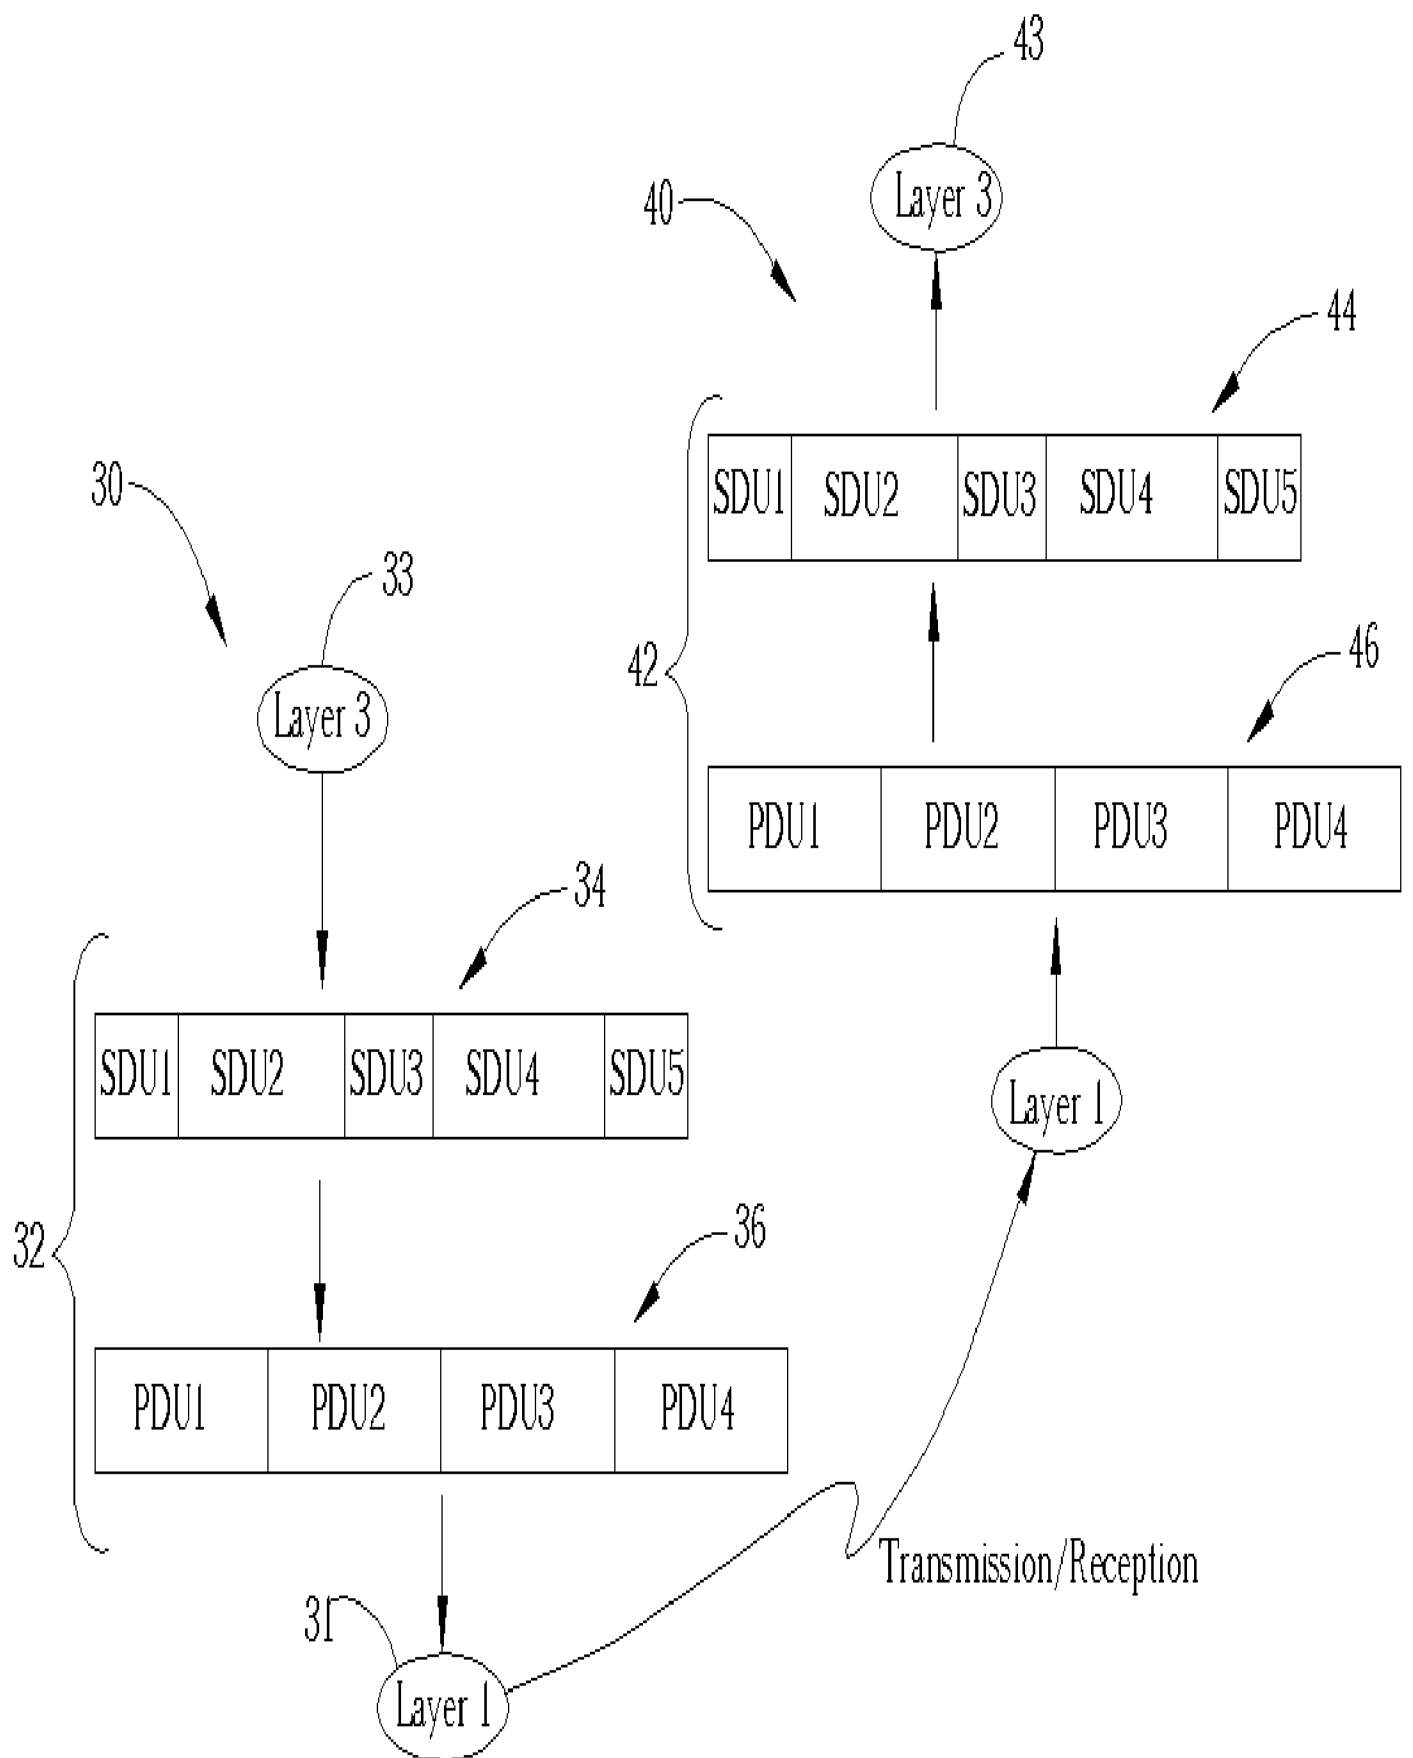 43
Layer 3
40
44
SDU1 SDU2 SDU3 SDU4 SDU5
30
33
42
46
Layer 3
PDU1 PDU2 PDU3 PDU4
34
SDU1 SDU2 SDU3 SDU4 SDU5
Layer 1
32
36
PDU1 PDU2 PDU3 PDU4
Transmission/Reception
31
Layer 1